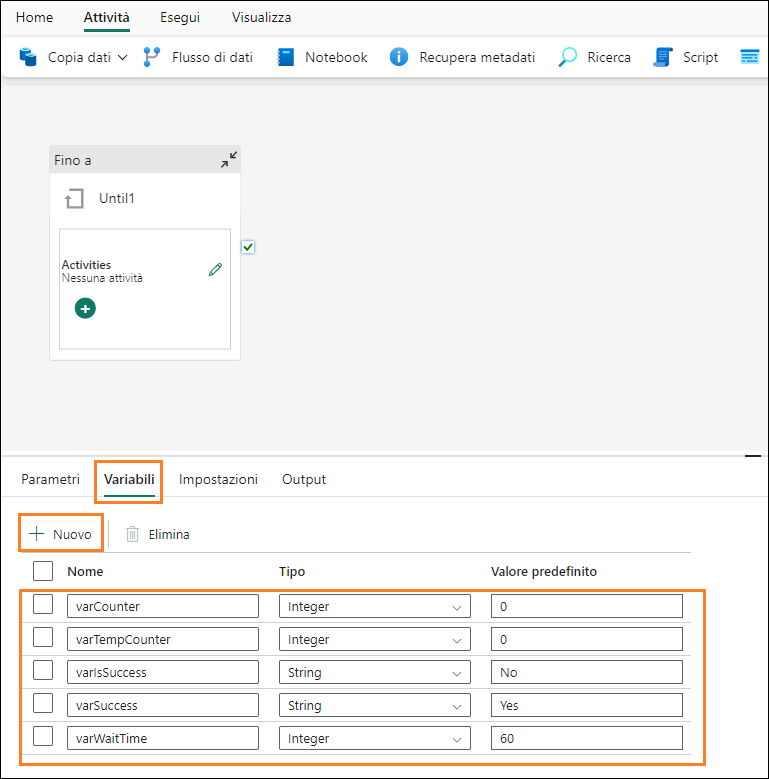 Home Attività Esegui Visualizza
Copia dati Flusso di dati Notebook Recupera metadati Ricerca Script
Fino a
Until1
Activities
Nessuna attività
Parametri Variabili Impostazioni Output
Nuovo Elimina
Nome Tipo Valore predefinito
varCounter Integer 0
varTempCounter Integer 0
varIsSuccess String No
varSuccess String Yes
varWaitTime Integer 60